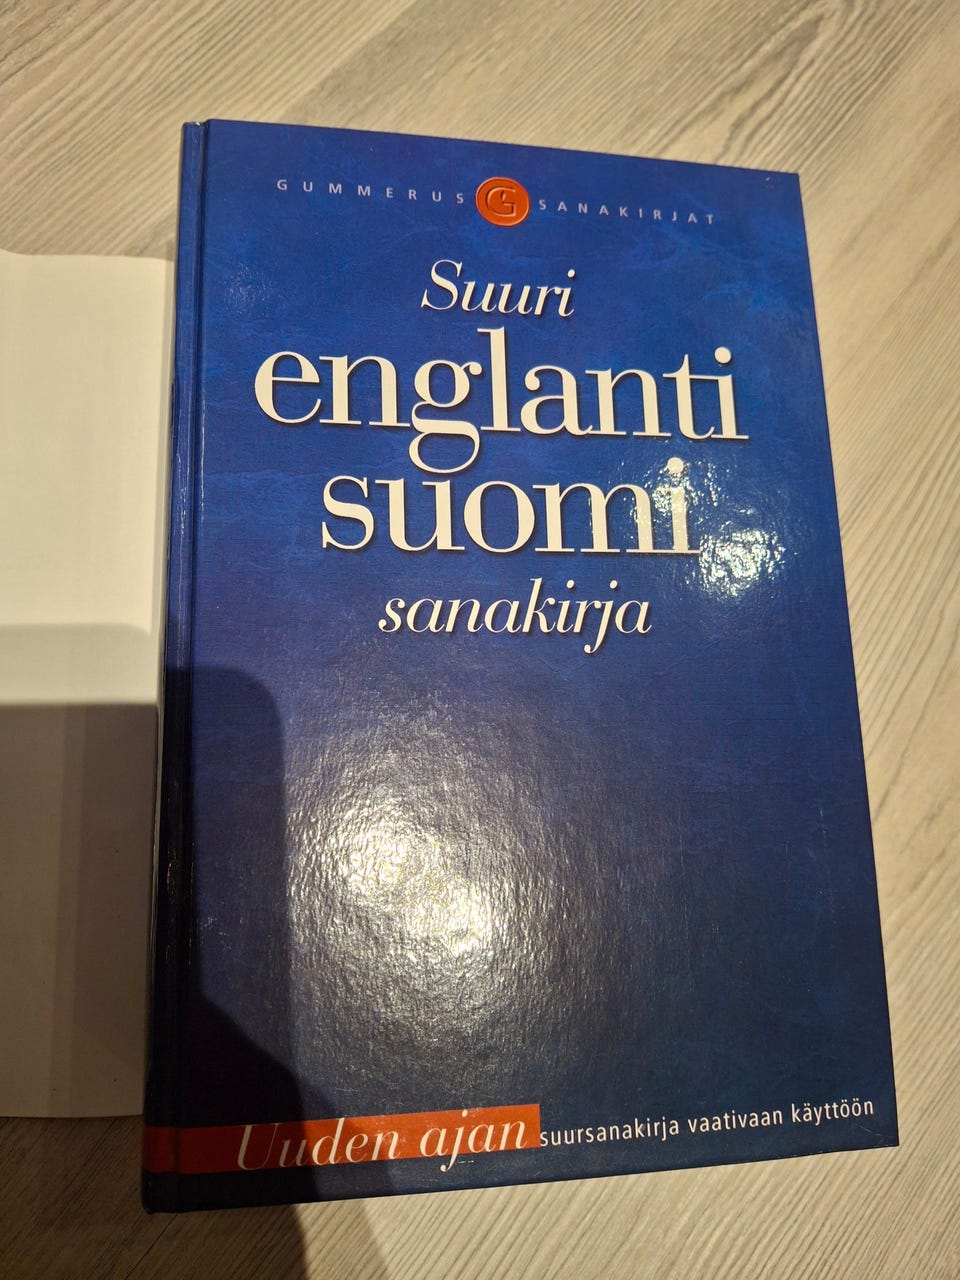 GUMMERUS G SANAKIRJAT
Suuri
englanti
suomi
sanakirja
Uuden ajan suursanakirja vaativaan käyttöön